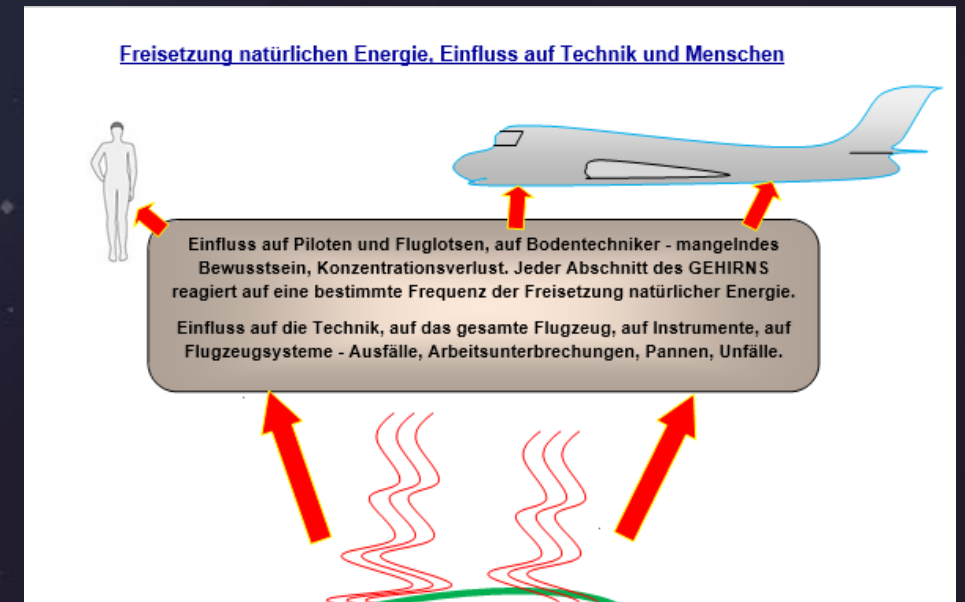 Freisetzung natürlichen Energie, Einfluss auf Technik und Menschen
Einfluss auf Piloten und Fluglotsen, auf Bodentechniker - mangelndes
Bewusstsein, Konzentrationsverlust. Jeder Abschnitt des GEHIRNS
reagiert auf eine bestimmte Frequenz der Freisetzung natürlicher Energie.
Einfluss auf die Technik, auf das gesamte Flugzeug, auf Instrumente, auf
Flugzeugsysteme - Ausfälle, Arbeitsunterbrechungen, Pannen, Unfälle.